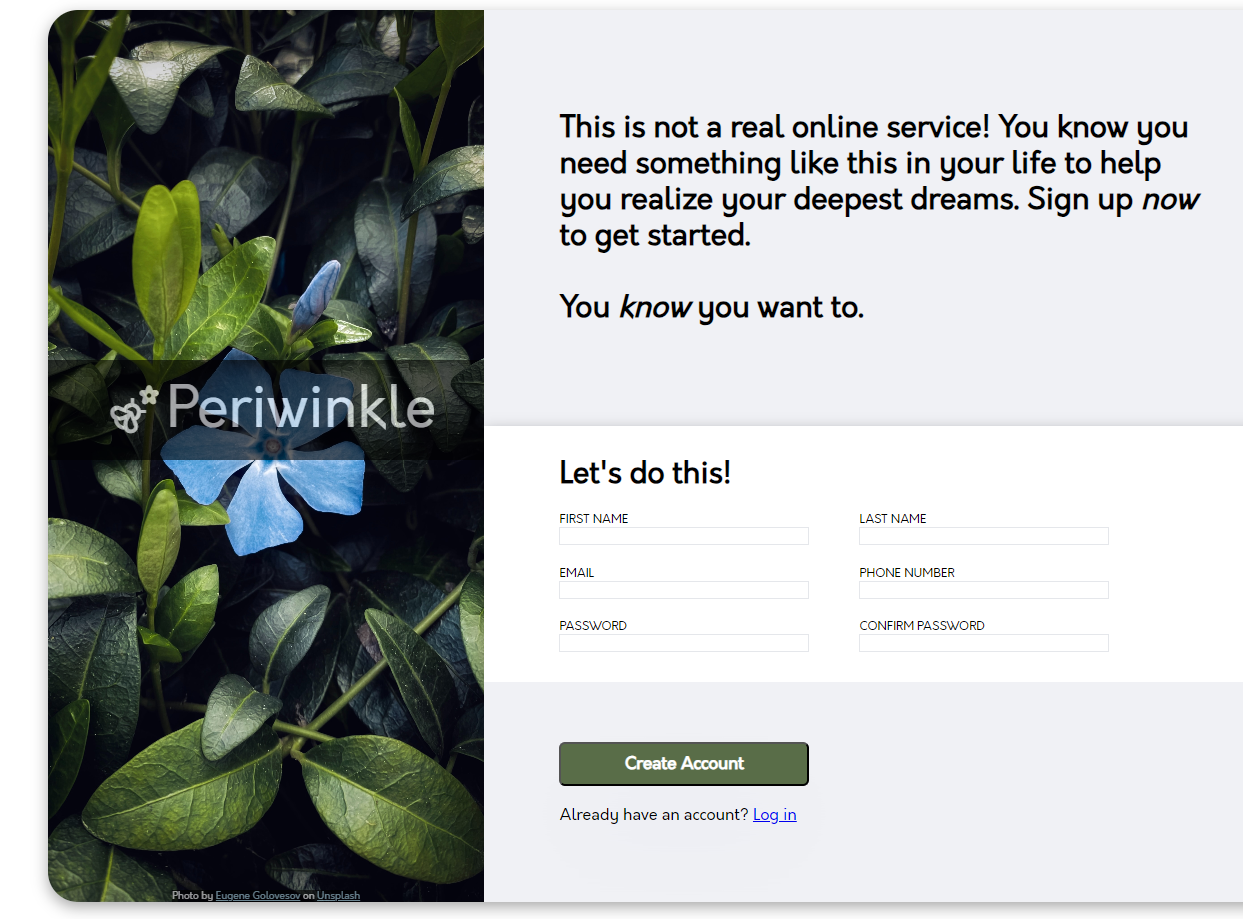 Periwinkle
Photo by Eugene Golovesov on Unsplash
This is not a real online service! You know you
need something like this in your life to help
you realize your deepest dreams. Sign up now
to get started.
You know you want to.
Let's do this!
FIRST NAME
LAST NAME
EMAIL
PHONE NUMBER
PASSWORD
CONFIRM PASSWORD
Create Account
Already have an account? Log in